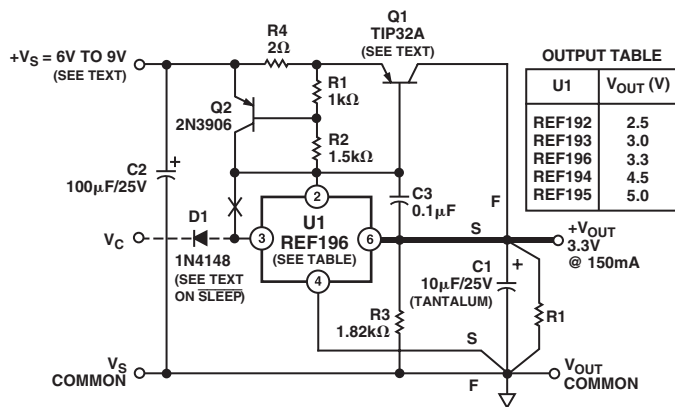 Q1
TIP32A
(SEE TEXT)
R4
2Ω
+VS = 6V TO 9V
(SEE TEXT)
R1
1kΩ
Q2
2N3906
R2
1.5kΩ
C2
100μF/25V
+
C3
0.1μF
F
OUTPUT TABLE
U1 VOUT (V)
REF192 2.5
REF193 3.0
REF196 3.3
REF194 4.5
REF195 5.0
2
U1
REF196
(SEE TABLE)
3
6
4
S
+VOUT
3.3V
@ 150mA
VC
D1
1N4148
(SEE TEXT
ON SLEEP)
C1
10μF/25V
(TANTALUM)
+
R1
R3
1.82kΩ
S
F
VS
COMMON
VOUT
COMMON